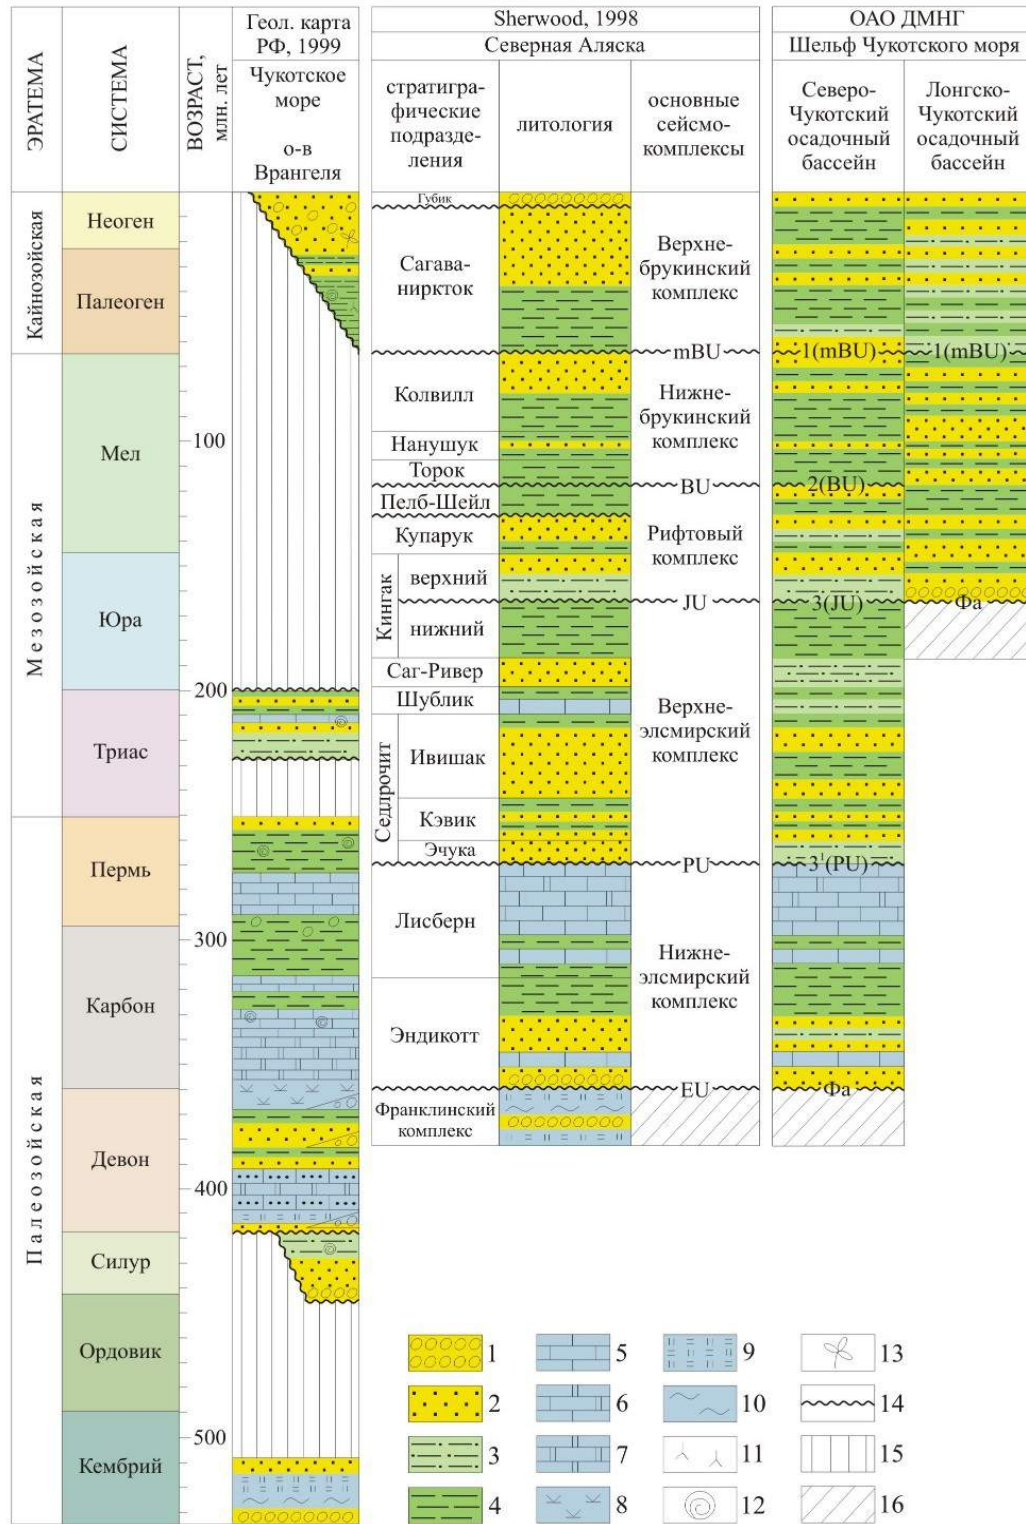 ЭРАТЕМА
СИСТЕМА
ВОЗРАСТ,
млн. лет
Геол. карта
РФ, 1999
Чукотское
море
о-в
Врангеля
Sherwood, 1998
Северная Аляска
стратигра-
фические
подразде-
ления
литология
основные
сейсмо-
комплексы
ОАО ДМНГ
Шельф Чукотского моря
Северо-
Чукотский
осадочный
бассейн
Лонгско-
Чукотский
осадочный
бассейн
Кайнозойская
Мезозойская
Палеозойская
Неоген
Палеоген
Мел
Юра
Триас
Пермь
Карбон
Девон
Силур
Ордовик
Кембрий
100
200
300
400
500
Губик
Сагава-
ниркток
Колвилл
Нанушук
Торок
Пелб-Шейл
Купарук
Кингак
верхний
нижний
Саг-Ривер
Шублик
Седлрочит
Ивишак
Кэвик
Эчука
Лисберн
Эндикотт
Франклинский
комплекс
Верхне-
брукинский
комплекс
mBU
Нижне-
брукинский
комплекс
BU
Рифтовый
комплекс
JU
Верхне-
элсмирский
комплекс
PU
Нижне-
элсмирский
комплекс
EU
1(mBU)
2(BU)
3(JU)
3¹(PU)
Фа
1(mBU)
Фа
1
2
3
4
5
6
7
8
9
10
11
12
13
14
15
16